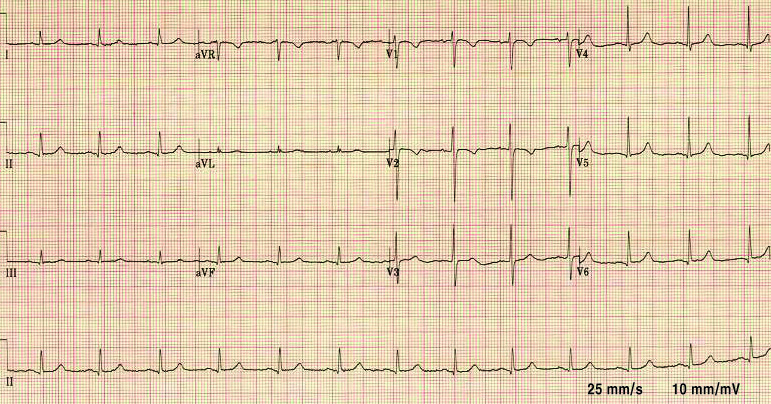 I aVR V1 V4
II aVL V2 V5
III aVF V3 V6
II
25 mm/s 10 mm/mV